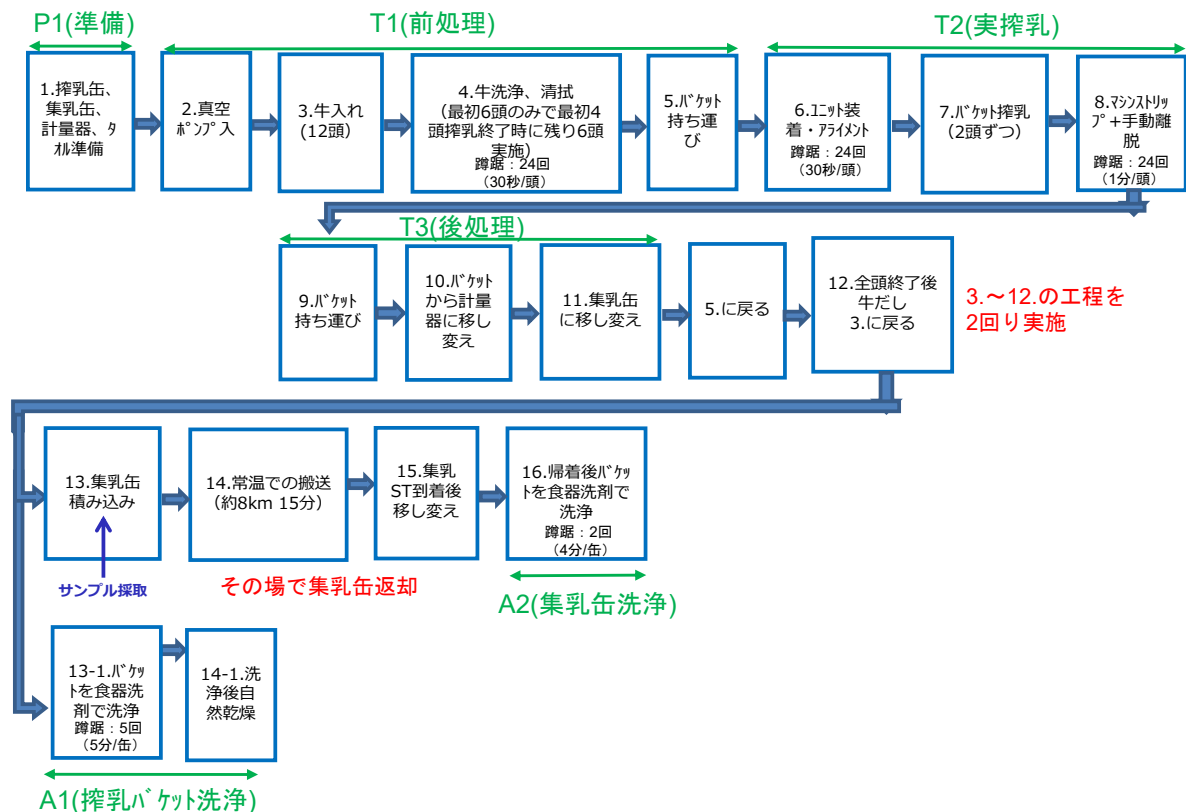 P1(準備)
T1(前処理)
T2(実搾乳)
1.搾乳缶、
集乳缶、
計量器、ﾀ
ｵﾙ準備
2.真空
ﾎﾟﾝﾌﾟ入
3.牛入れ
(12頭)
4.牛洗浄、清拭
（最初6頭のみで最初4
頭搾乳終了時に残り6頭
実施）
蹲踞：24回
（30秒/頭）
5.ﾊﾞｹｯﾄ
持ち運
び
6.ﾕﾆｯﾄ装
着・ｱﾗｲﾒﾝﾄ
蹲踞：24回
（30秒/頭）
7.ﾊﾞｹｯﾄ搾乳
（2頭ずつ）
8.ﾏｼﾝｽﾄﾘｯ
ﾌﾟ+手動離
脱
蹲踞：24回
（1分/頭）
T3(後処理)
9.ﾊﾞｹｯﾄ
持ち運び
10.ﾊﾞｹｯﾄ
から計量
器に移し
変え
11.集乳缶
に移し変え
5.に戻る
12.全頭終了後
牛だし
3.に戻る
3.～12.の工程を
2回り実施
13.集乳缶
積み込み
14.常温での搬送
（約8km 15分）
15.集乳
ST到着後
移し変え
16.帰着後ﾊﾞｹｯ
ﾄを食器洗剤で
洗浄
蹲踞：2回
（4分/缶）
サンプル採取
その場で集乳缶返却
A2(集乳缶洗浄)
13-1.ﾊﾞｹｯ
ﾄを食器洗
剤で洗浄
蹲踞：5回
（5分/缶）
14-1.洗
浄後自
然乾燥
A1(搾乳ﾊﾞｹｯﾄ洗浄)